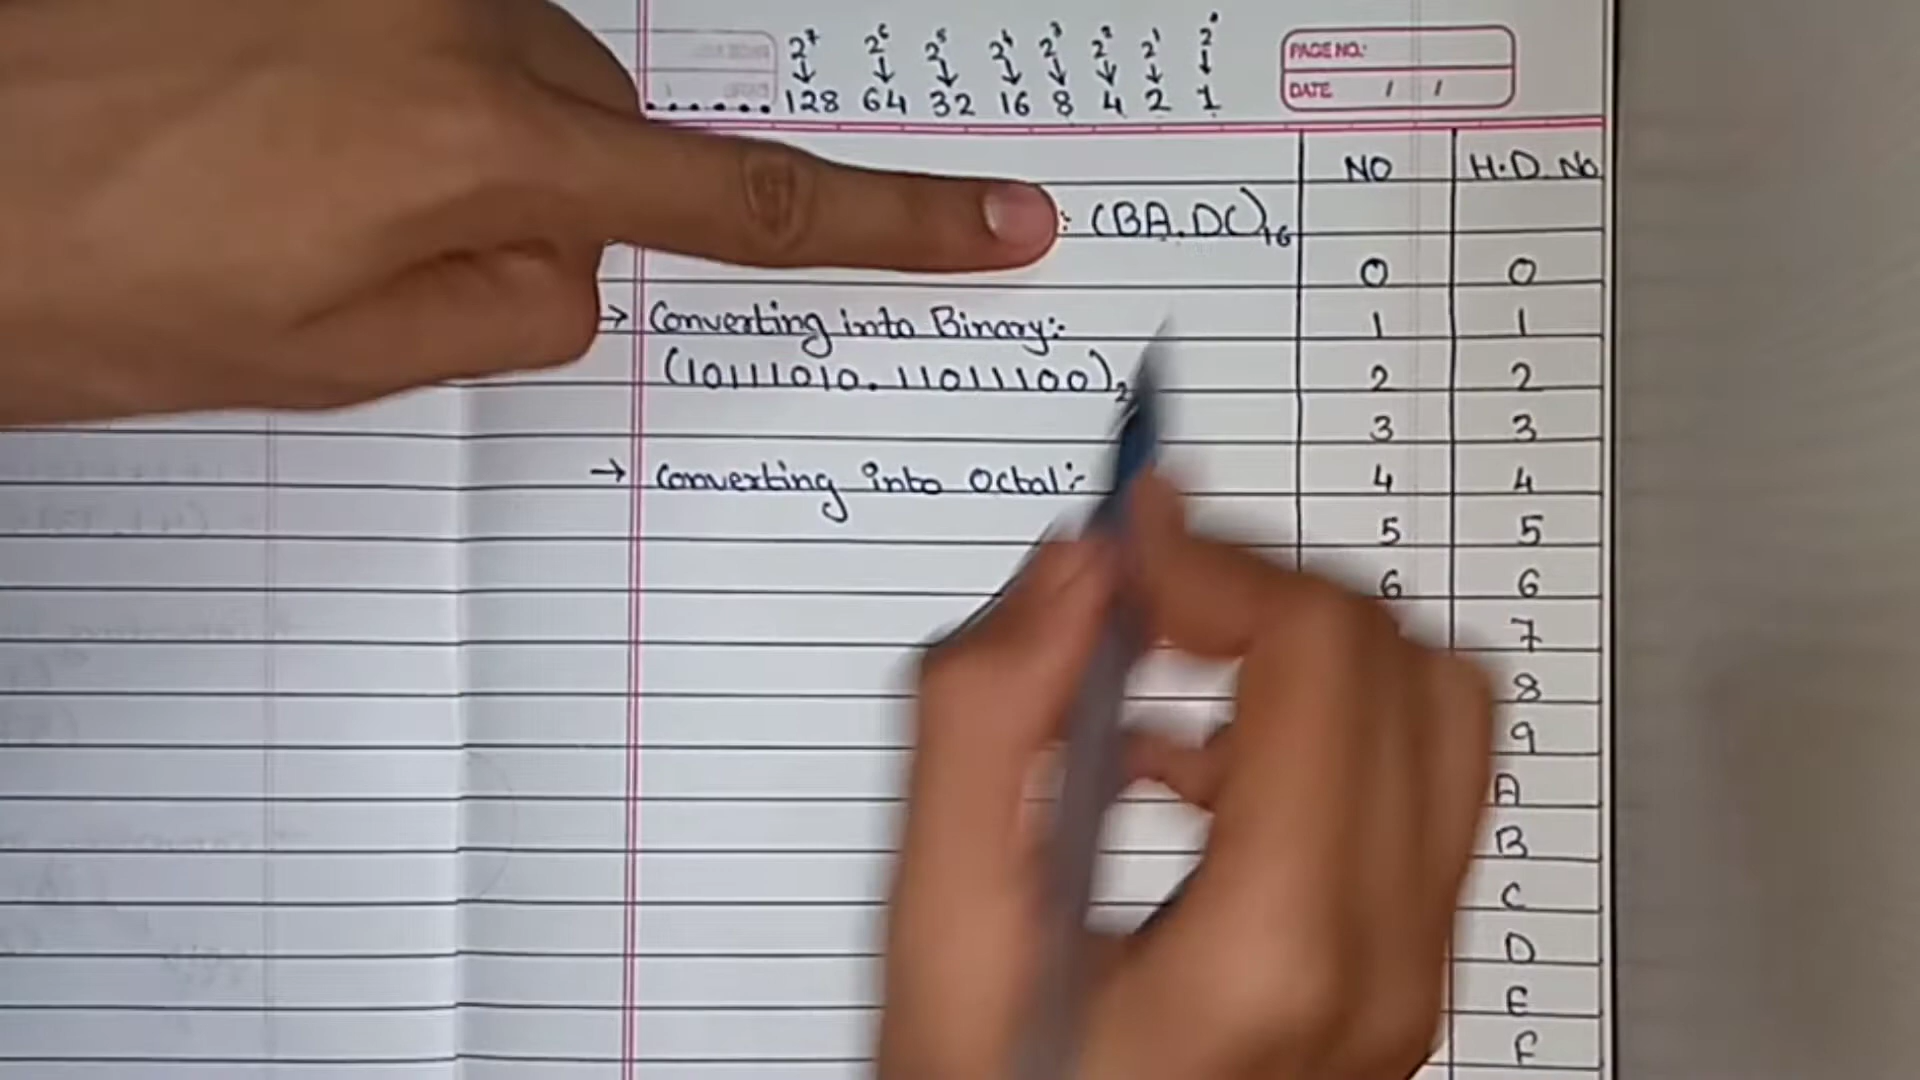 2⁷ 2⁶ 2⁵ 2⁴ 2³ 2² 2¹ 2⁰
↓ ↓ ↓ ↓ ↓ ↓ ↓ ↓
....... 128 64 32 16 8 4 2 1
PAGE NO.:
DATE / /
NO H.D. No
: (BA.DC)₁₆
0 0
→ Converting into Binary:-
1 1
(10111010.11011100)₂
2 2
3 3
→ Converting into Octal:-
4 4
5 5
6 6
7
8
9
A
B
C
D
E
F